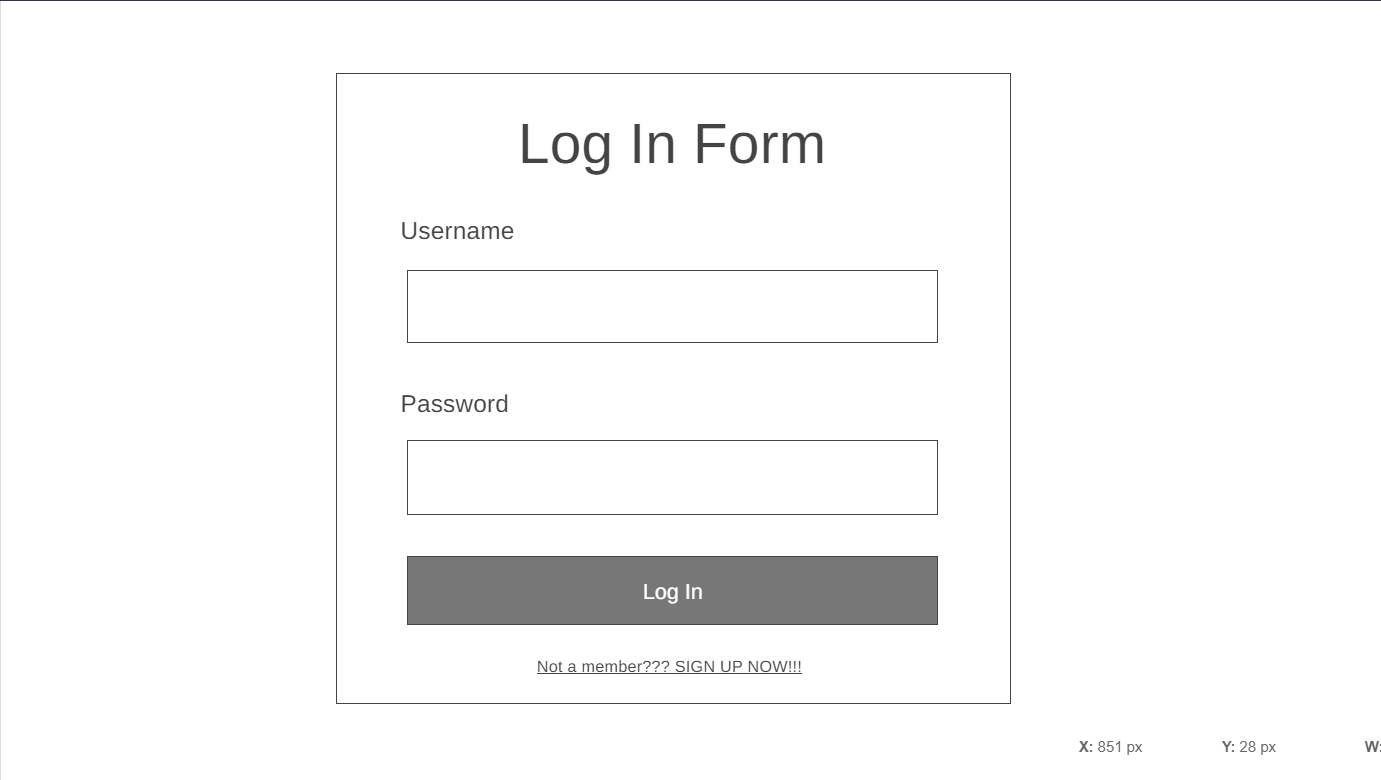 Log In Form
Username
Password
Log In
Not a member??? SIGN UP NOW!!!
X: 851 px Y: 28 px W: